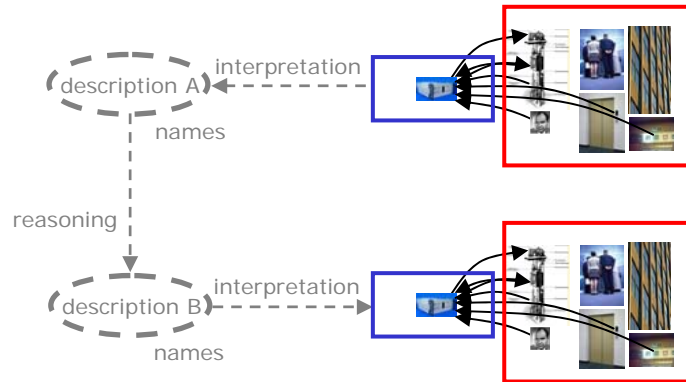 description A
interpretation
names
reasoning
description B
interpretation
names